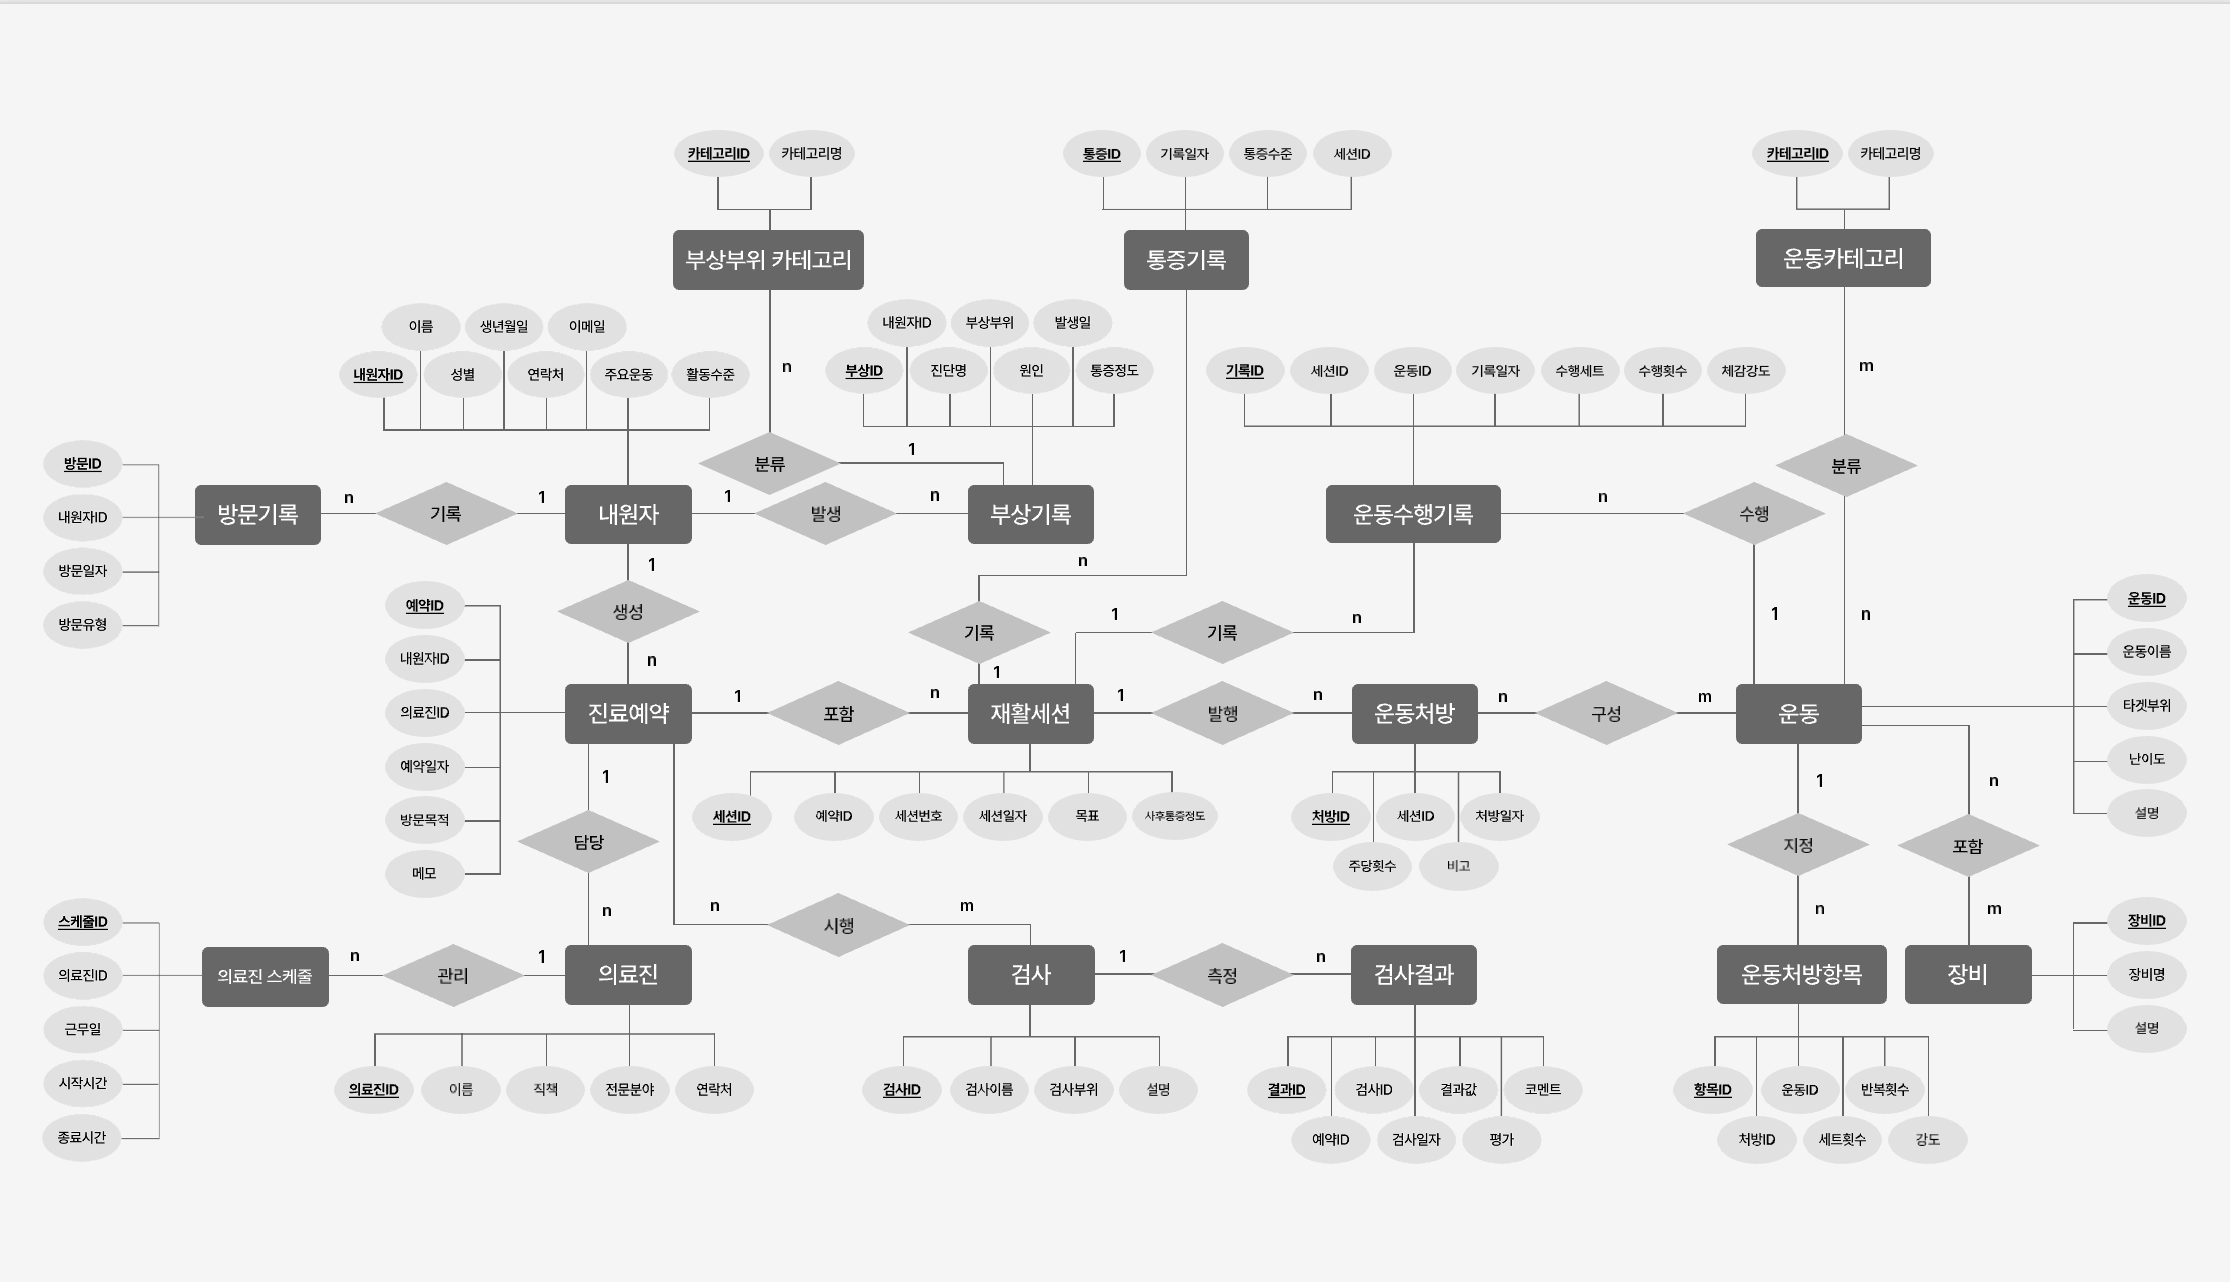 카테고리ID
카테고리명
통증ID
기록일자
통증수준
세션ID
카테고리ID
카테고리명
부상부위 카테고리
통증기록
운동카테고리
이름
생년월일
이메일
내원자ID
부상부위
발생일
내원자ID
성별
연락처
주요운동
활동수준
n
부상ID
진단명
원인
통증정도
기록ID
세션ID
운동ID
기록일자
수행세트
수행횟수
체감강도
m
방문ID
분류
1
분류
내원자ID
방문기록
n
기록
1
내원자
1
발생
n
부상기록
운동수행기록
n
수행
방문일자
1
n
방문유형
예약ID
생성
기록
1
기록
n
1
n
운동ID
내원자ID
n
1
운동이름
의료진ID
진료예약
1
포함
n
재활세션
1
발행
n
운동처방
n
구성
m
운동
타겟부위
예약일자
1
1
n
난이도
방문목적
세션ID
예약ID
세션번호
세션일자
목표
사후통증정도
처방ID
세션ID
처방일자
설명
메모
담당
주당횟수
비고
지정
포함
스케줄ID
n
n
시행
m
n
m
장비ID
의료진ID
의료진 스케줄
n
관리
1
의료진
검사
1
측정
n
검사결과
운동처방항목
장비
장비명
근무일
설명
시작시간
의료진ID
이름
직책
전문분야
연락처
검사ID
검사이름
검사부위
설명
결과ID
검사ID
결과값
코멘트
항목ID
운동ID
반복횟수
종료시간
예약ID
검사일자
평가
처방ID
세트횟수
강도